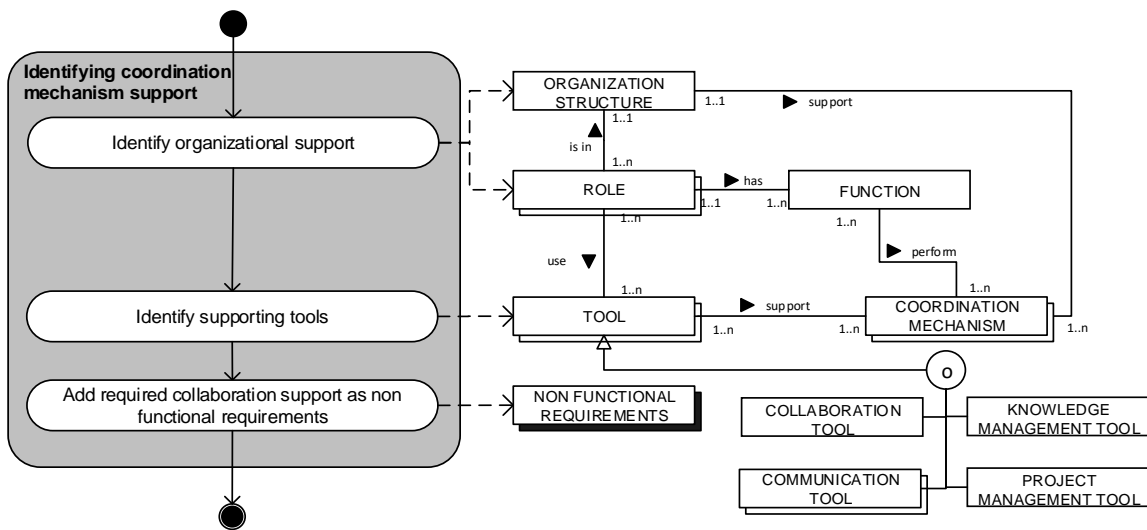 Identifying coordination
mechanism support
Identify organizational support
Identify supporting tools
Add required collaboration support as non
functional requirements
ORGANIZATION
STRUCTURE
1..1
support
1..1
is in
1..n
ROLE
has
FUNCTION
1..n
1..1
1..n
1..n
use
perform
1..n
1..n
TOOL
support
COORDINATION
MECHANISM
1..n
1..n
1..n
O
NON FUNCTIONAL
REQUIREMENTS
COLLABORATION
TOOL
KNOWLEDGE
MANAGEMENT TOOL
COMMUNICATION
TOOL
PROJECT
MANAGEMENT TOOL